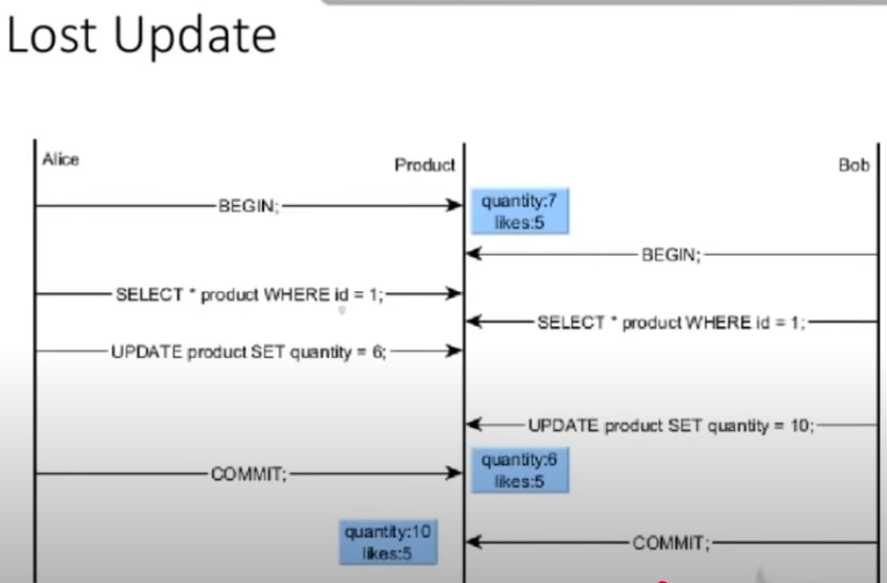 Lost Update
Alice
Product
Bob
BEGIN;
quantity:7
likes:5
BEGIN;
SELECT * product WHERE id = 1;
SELECT * product WHERE id = 1;
UPDATE product SET quantity = 6;
UPDATE product SET quantity = 10;
quantity:6
likes:5
COMMIT;
quantity:10
likes:5
COMMIT;